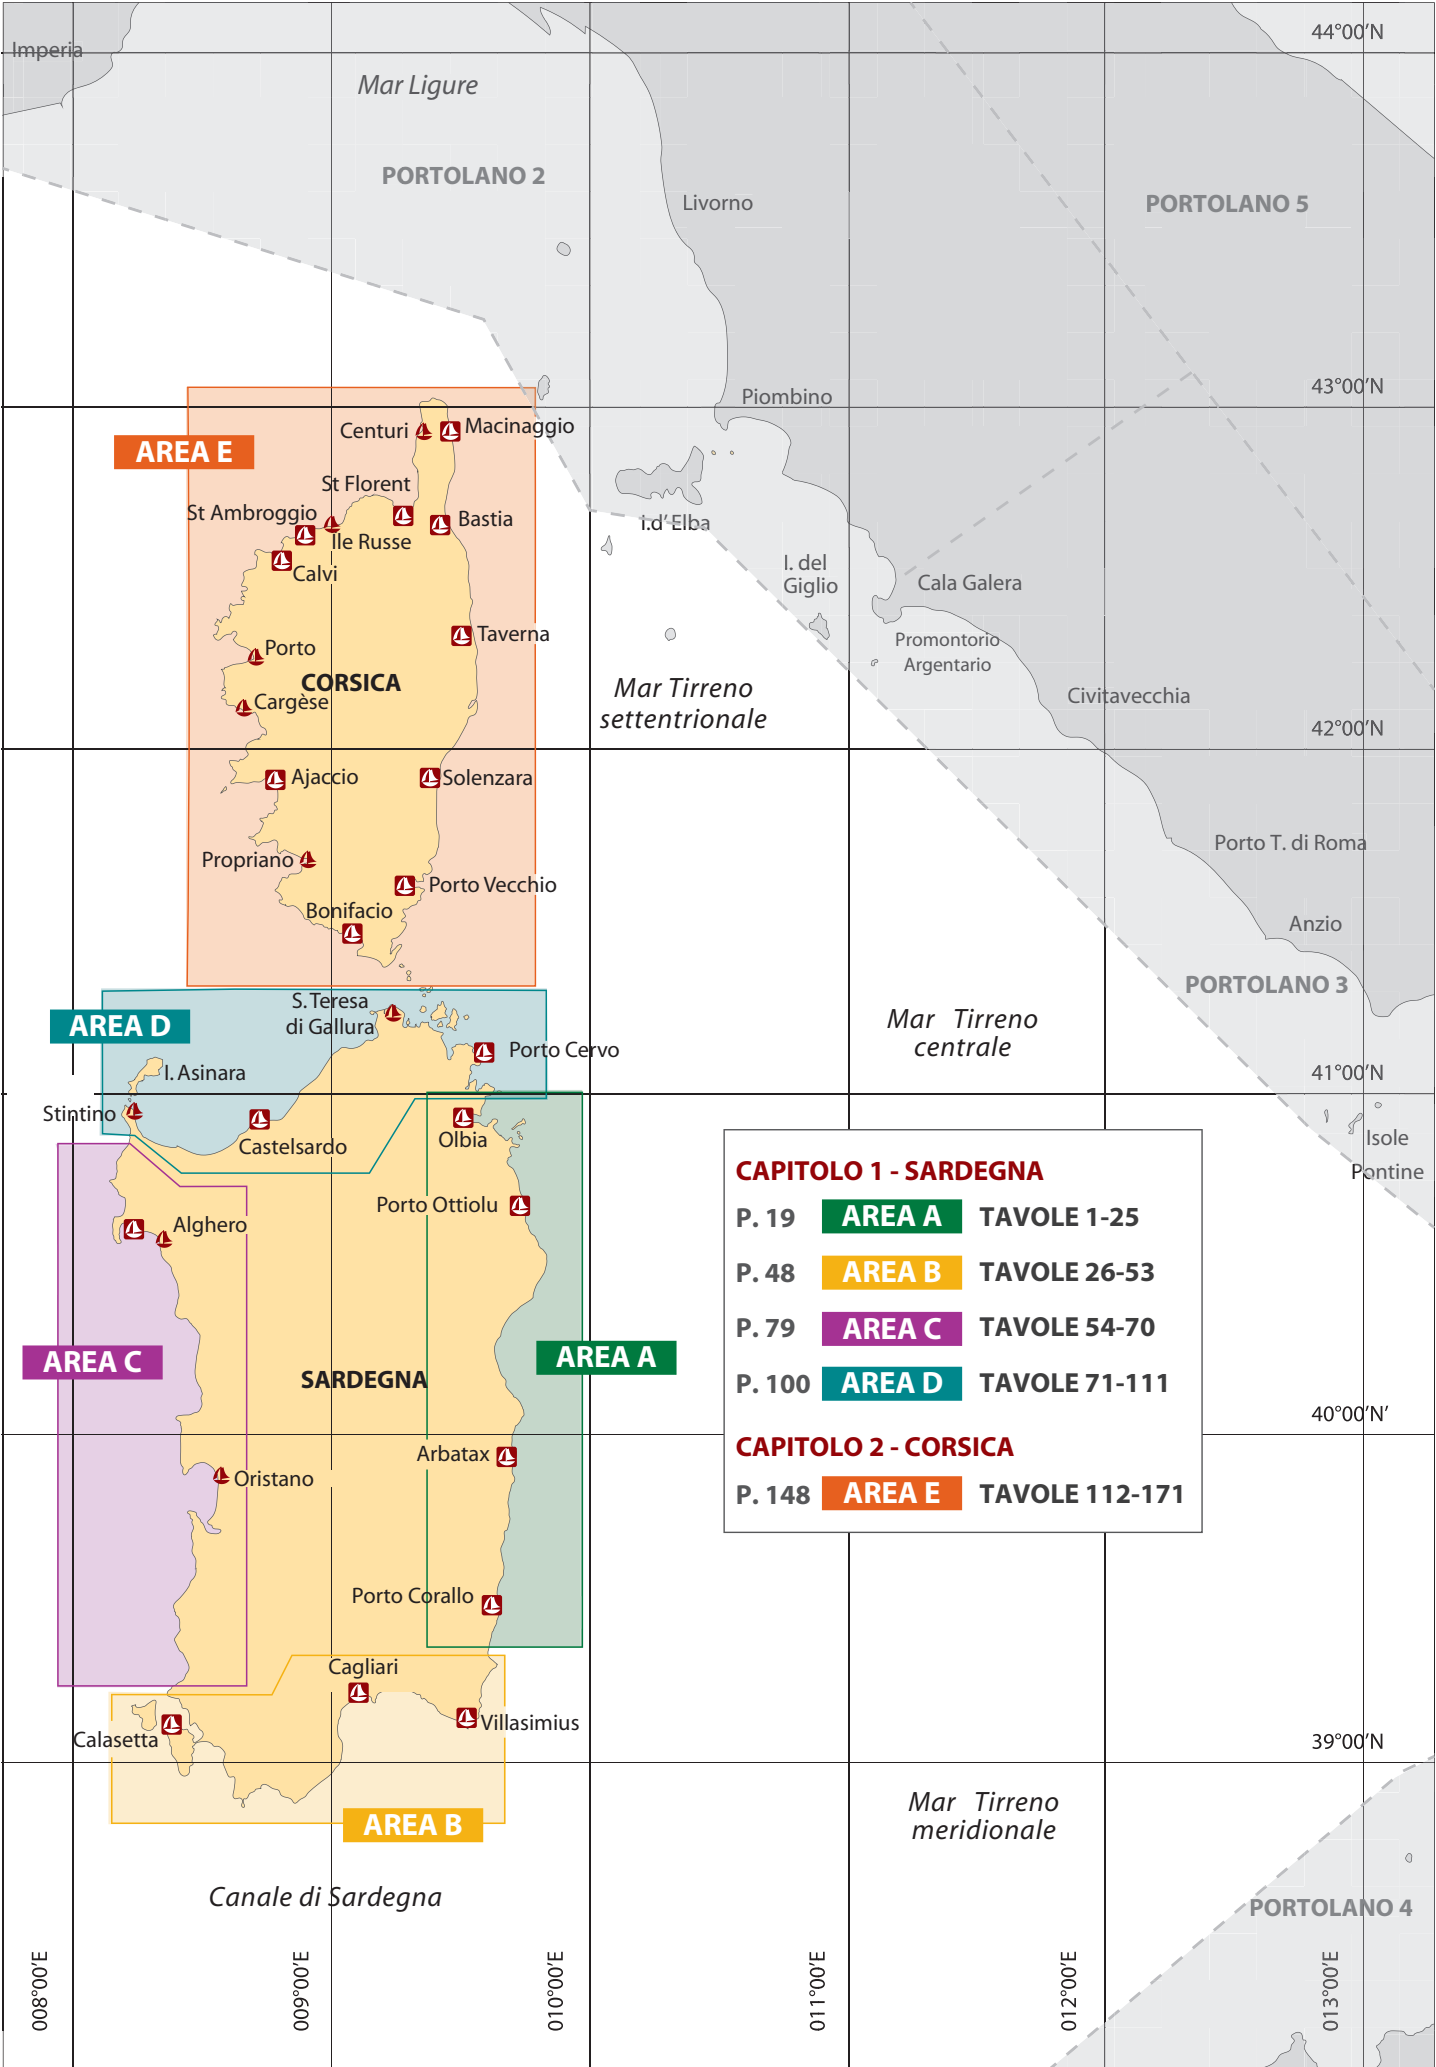 44°00'N
Imperia
Mar Ligure
PORTOLANO 2
Livorno
PORTOLANO 5
43°00'N
Piombino
Centuri
Macinaggio
AREA E
St Florent
St Ambroggio
Bastia
I.d' Elba
Ile Russe
Calvi
I. del
Giglio
Cala Galera
Taverna
Porto
Promontorio
Argentario
CORSICA
Mar Tirreno
settentrionale
Civitavecchia
Cargèse
42°00'N
Ajaccio
Solenzara
Porto T. di Roma
Propriano
Porto Vecchio
Bonifacio
Anzio
PORTOLANO 3
S. Teresa
di Gallura
AREA D
Mar Tirreno
centrale
Porto Cervo
I. Asinara
41°00'N
Stintino
Castelsardo
Olbia
Isole
Pontine
CAPITOLO 1 - SARDEGNA
P. 19 AREA A TAVOLE 1-25
P. 48 AREA B TAVOLE 26-53
P. 79 AREA C TAVOLE 54-70
P. 100 AREA D TAVOLE 71-111
CAPITOLO 2 - CORSICA
P. 148 AREA E TAVOLE 112-171
Porto Ottiolu
Alghero
AREA C
AREA A
SARDEGNA
40°00'N'
Arbatax
Oristano
Porto Corallo
Cagliari
Villasimius
Calasetta
39°00'N
AREA B
Mar Tirreno
meridionale
Canale di Sardegna
PORTOLANO 4
008°00'E
009°00'E
010°00'E
011°00'E
012°00'E
013°00'E